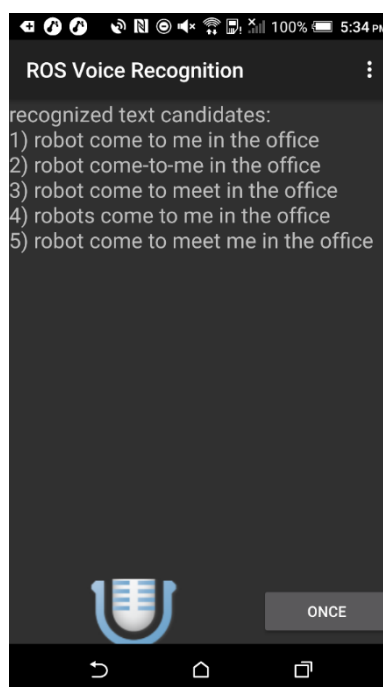 100% 5:34 PM
ROS Voice Recognition
recognized text candidates:
1) robot come to me in the office
2) robot come-to-me in the office
3) robot come to meet in the office
4) robots come to me in the office
5) robot come to meet me in the office
ONCE